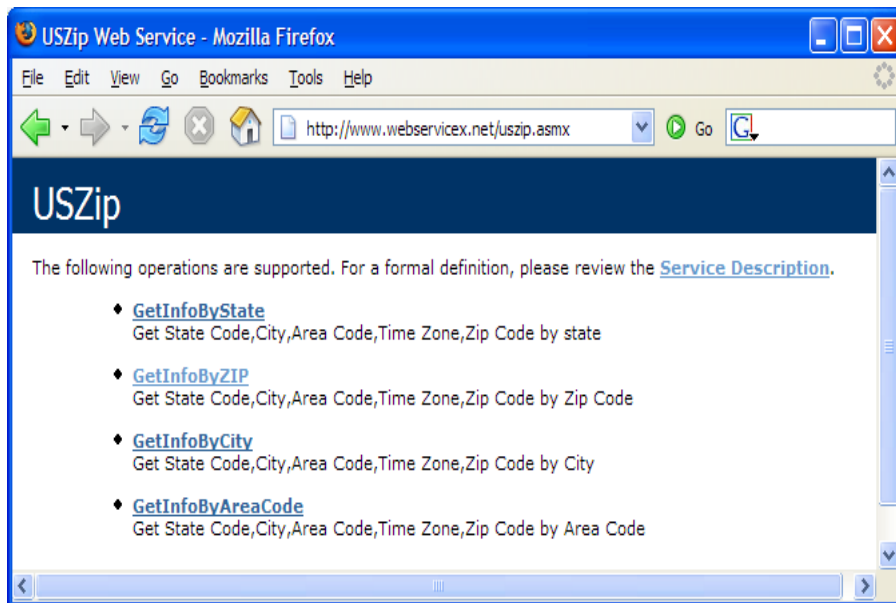 USZip Web Service - Mozilla Firefox
File Edit View Go Bookmarks Tools Help
http://www.webservicex.net/uszip.asmx Go G
USZip
The following operations are supported. For a formal definition, please review the Service Description.
GetInfoByState
Get State Code,City,Area Code,Time Zone,Zip Code by state
GetInfoByZIP
Get State Code,City,Area Code,Time Zone,Zip Code by Zip Code
GetInfoByCity
Get State Code,City,Area Code,Time Zone,Zip Code by City
GetInfoByAreaCode
Get State Code,City,Area Code,Time Zone,Zip Code by Area Code